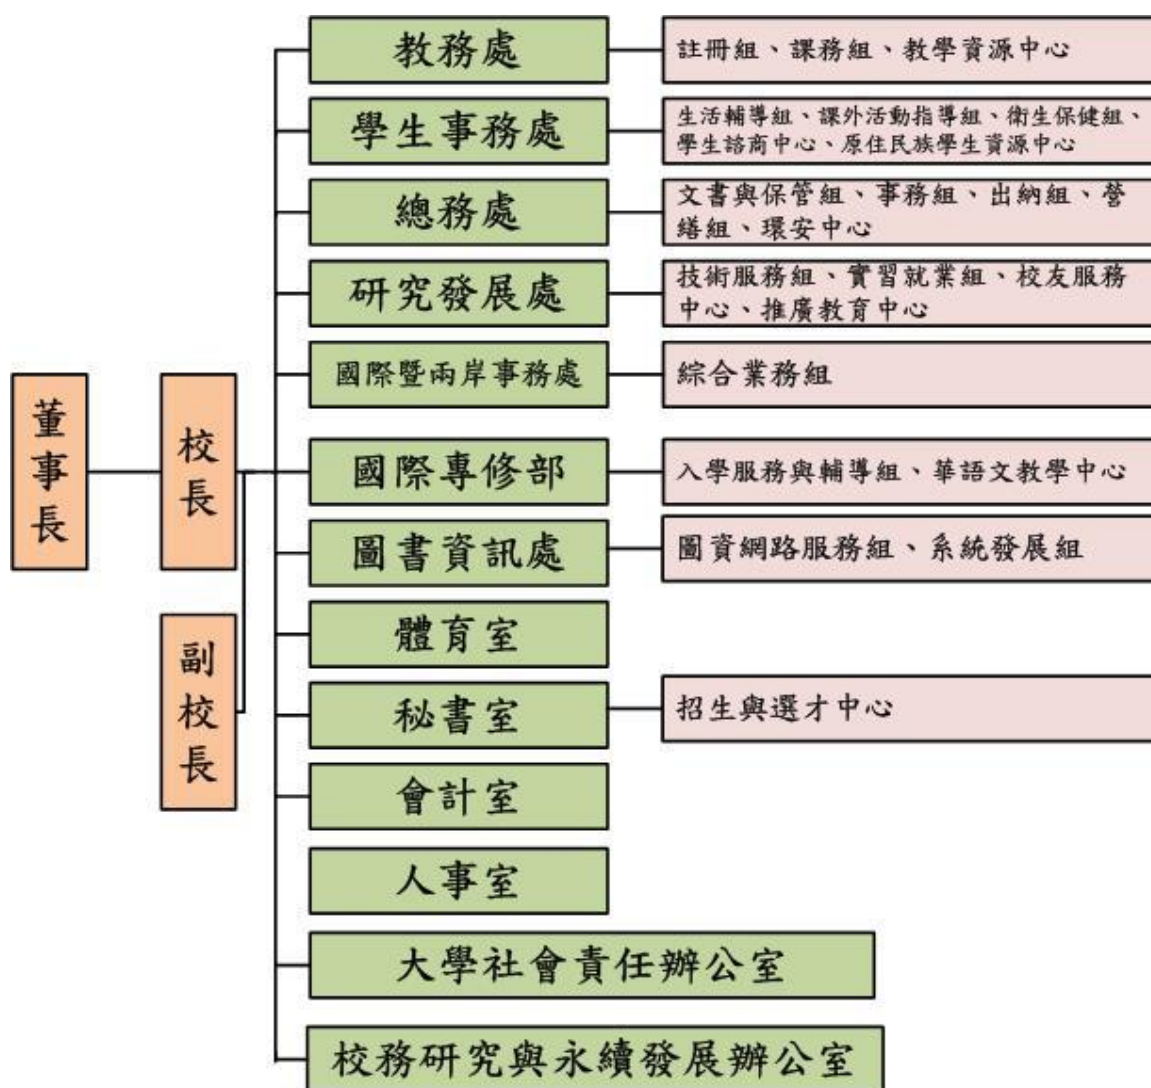 董事長
校長
副校長
教務處
註冊組、課務組、教學資源中心
學生事務處
生活輔導組、課外活動指導組、衛生保健組、
學生諮商中心、原住民族學生資源中心
總務處
文書與保管組、事務組、出納組、營
繕組、環安中心
研究發展處
技術服務組、實習就業組、校友服務
中心、推廣教育中心
國際暨兩岸事務處
綜合業務組
國際專修部
入學服務與輔導組、華語文教學中心
圖書資訊處
圖資網路服務組、系統發展組
體育室
秘書室
招生與選才中心
會計室
人事室
大學社會責任辦公室
校務研究與永續發展辦公室